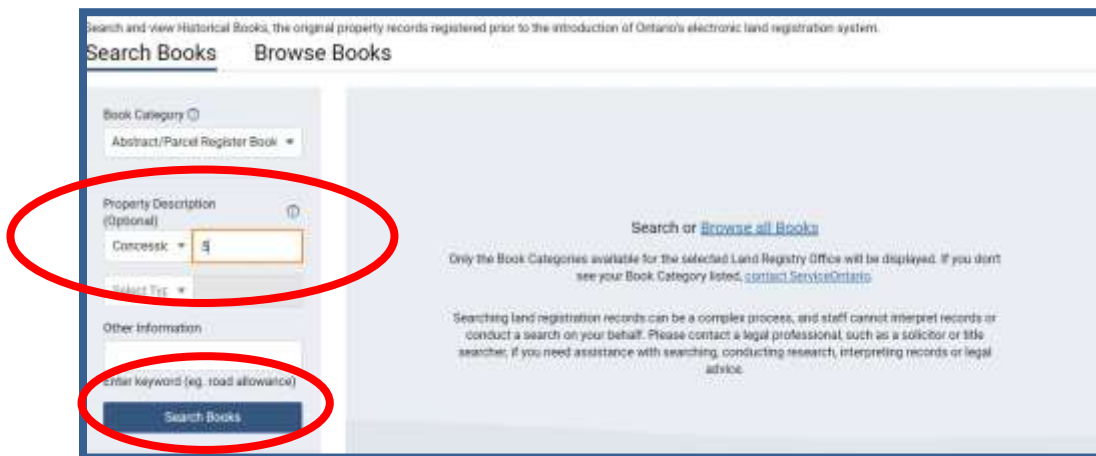 Search and view Historical Books, the original property records registered prior to the introduction of Ontario's electronic land registration system.
Search Books Browse Books
Book Category
Abstract/Parcel Register Book
Property Description
(Optional)
Concessic 5
Select Typ
Other Information
Enter keyword (eg. road allowance)
Search Books
Search or Browse all Books
Only the Book Categories available for the selected Land Registry Office will be displayed. If you don't
see your Book Category listed, contact ServiceOntario.
Searching land registration records can be a complex process, and staff cannot interpret records or
conduct a search on your behalf. Please contact a legal professional, such as a solicitor or title
searcher, if you need assistance with searching, conducting research, interpreting records or legal
advice.